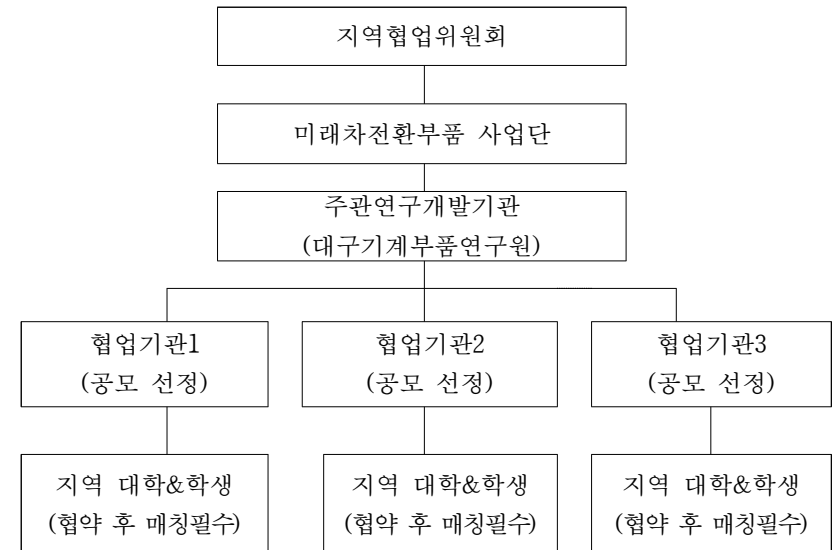 지역협업위원회
미래차전환부품 사업단
주관연구개발기관
(대구기계부품연구원)
협업기관1
(공모 선정)
협업기관2
(공모 선정)
협업기관3
(공모 선정)
지역 대학&학생
(협약 후 매칭필수)
지역 대학&학생
(협약 후 매칭필수)
지역 대학&학생
(협약 후 매칭필수)